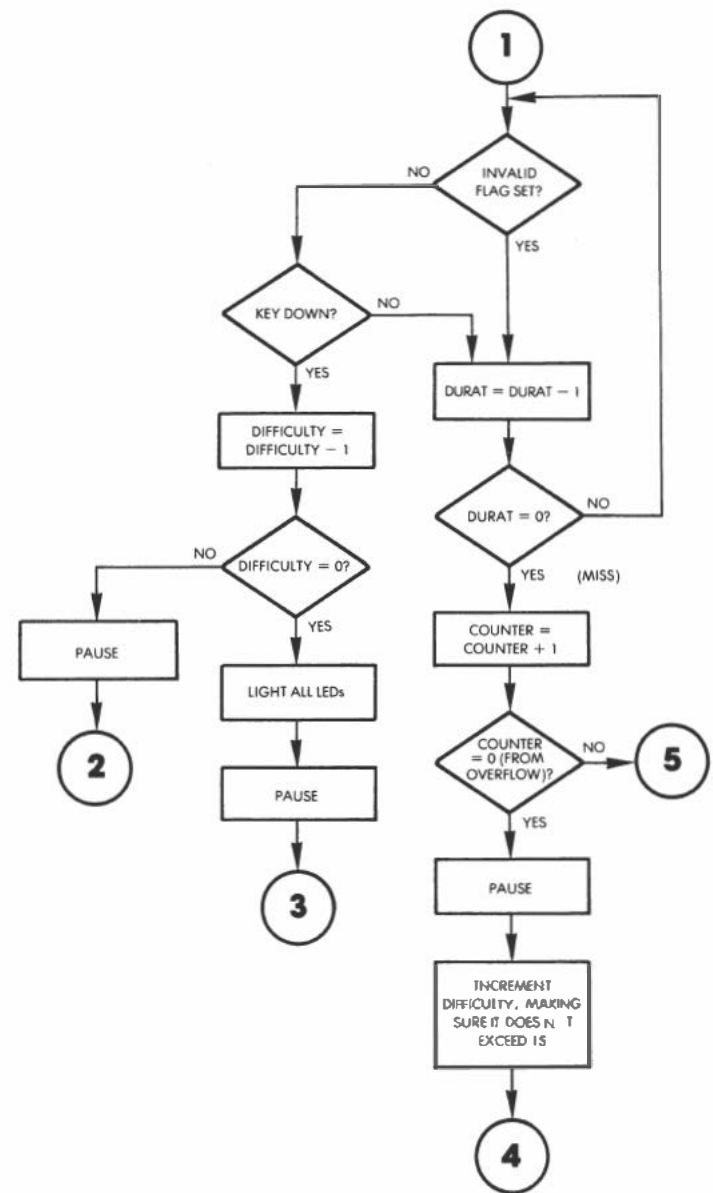 1
INVALID
FLAG SET?
NO
YES
KEY DOWN?
NO
YES
DURAT = DURAT − 1
DIFFICULTY =
DIFFICULTY − 1
DURAT = 0?
NO
YES (MISS)
DIFFICULTY = 0?
NO
YES
PAUSE
2
LIGHT ALL LEDs
PAUSE
3
COUNTER =
COUNTER + 1
COUNTER
= 0 (FROM
OVERFLOW)?
NO
5
YES
PAUSE
INCREMENT
DIFFICULTY, MAKING
SURE IT DOES N T
EXCEED 15
4